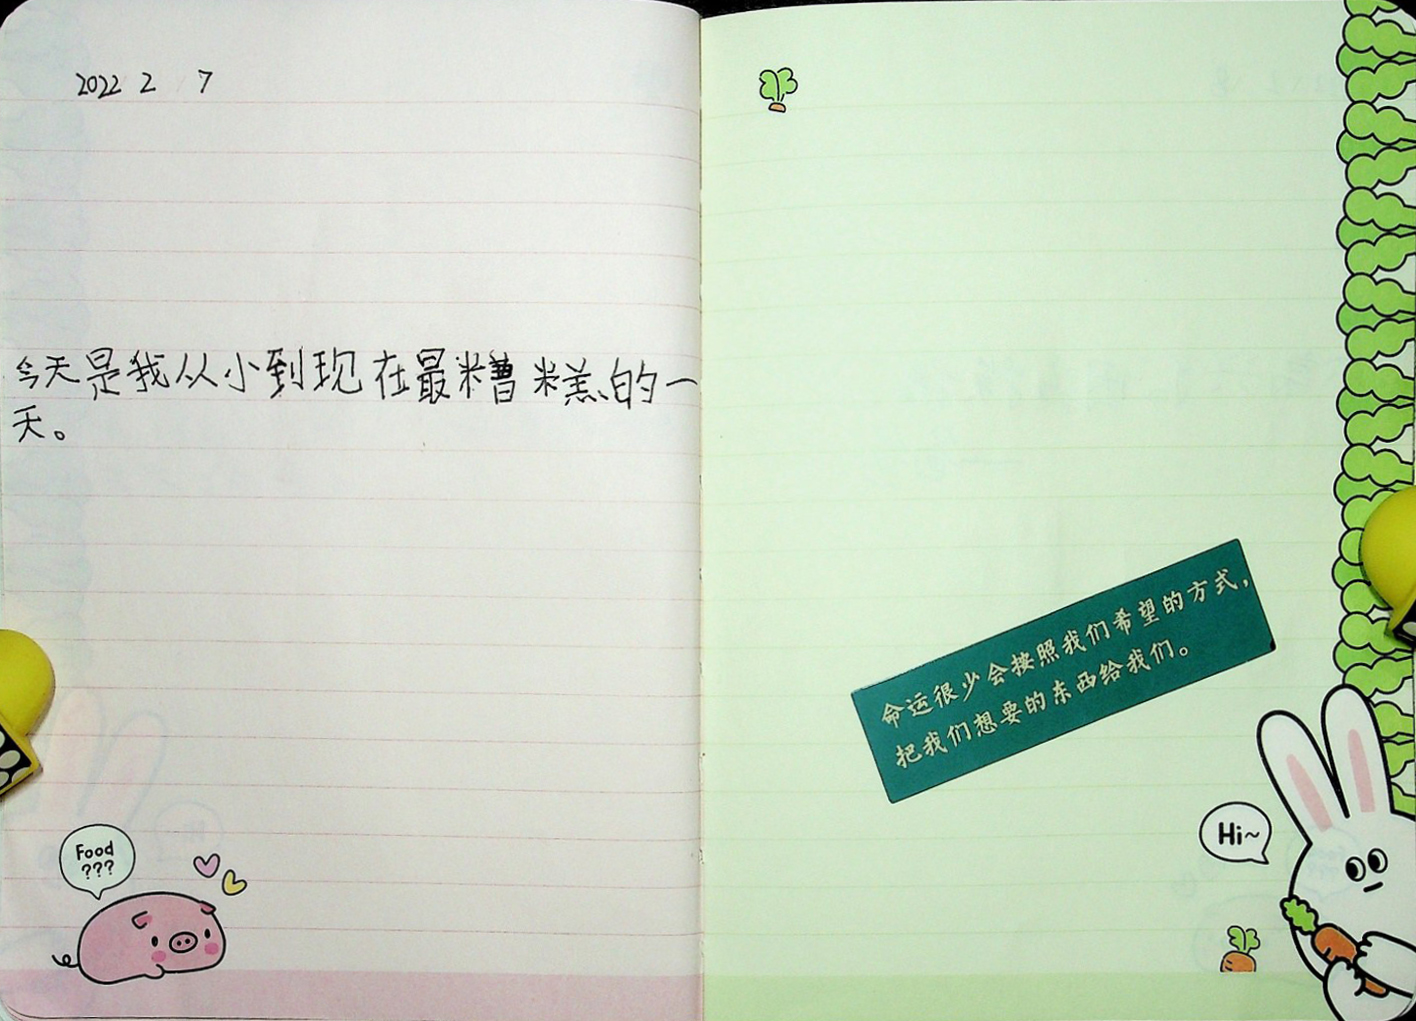 2022 2 7
今天是我从小到现在最糟糕的一
天。
Food
???
命运很少会按照我们希望的方式，
把我们想要的东西给我们。
Hi~